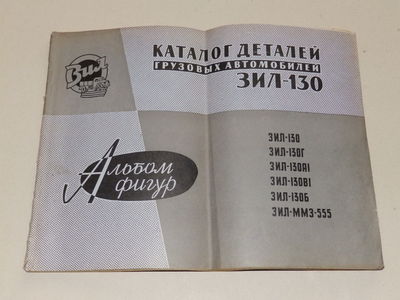 ЗИЛ
КАТАЛОГ ДЕТАЛЕЙ
ГРУЗОВЫХ АВТОМОБИЛЕЙ
ЗИЛ-130
Альбом
фигур
ЗИЛ-130
ЗИЛ-130Г
ЗИЛ-130А1
ЗИЛ-130В1
ЗИЛ-130Б
ЗИЛ-ММЗ-555